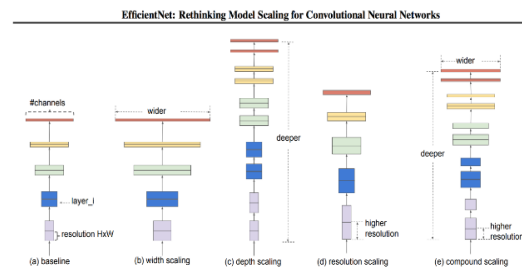 EfficientNet: Rethinking Model Scaling for Convolutional Neural Networks
#channels
wider
wider
deeper
deeper
layer_i
resolution HxW
higher
resolution
higher
resolution
(a) baseline
(b) width scaling
(c) depth scaling
(d) resolution scaling
(e) compound scaling